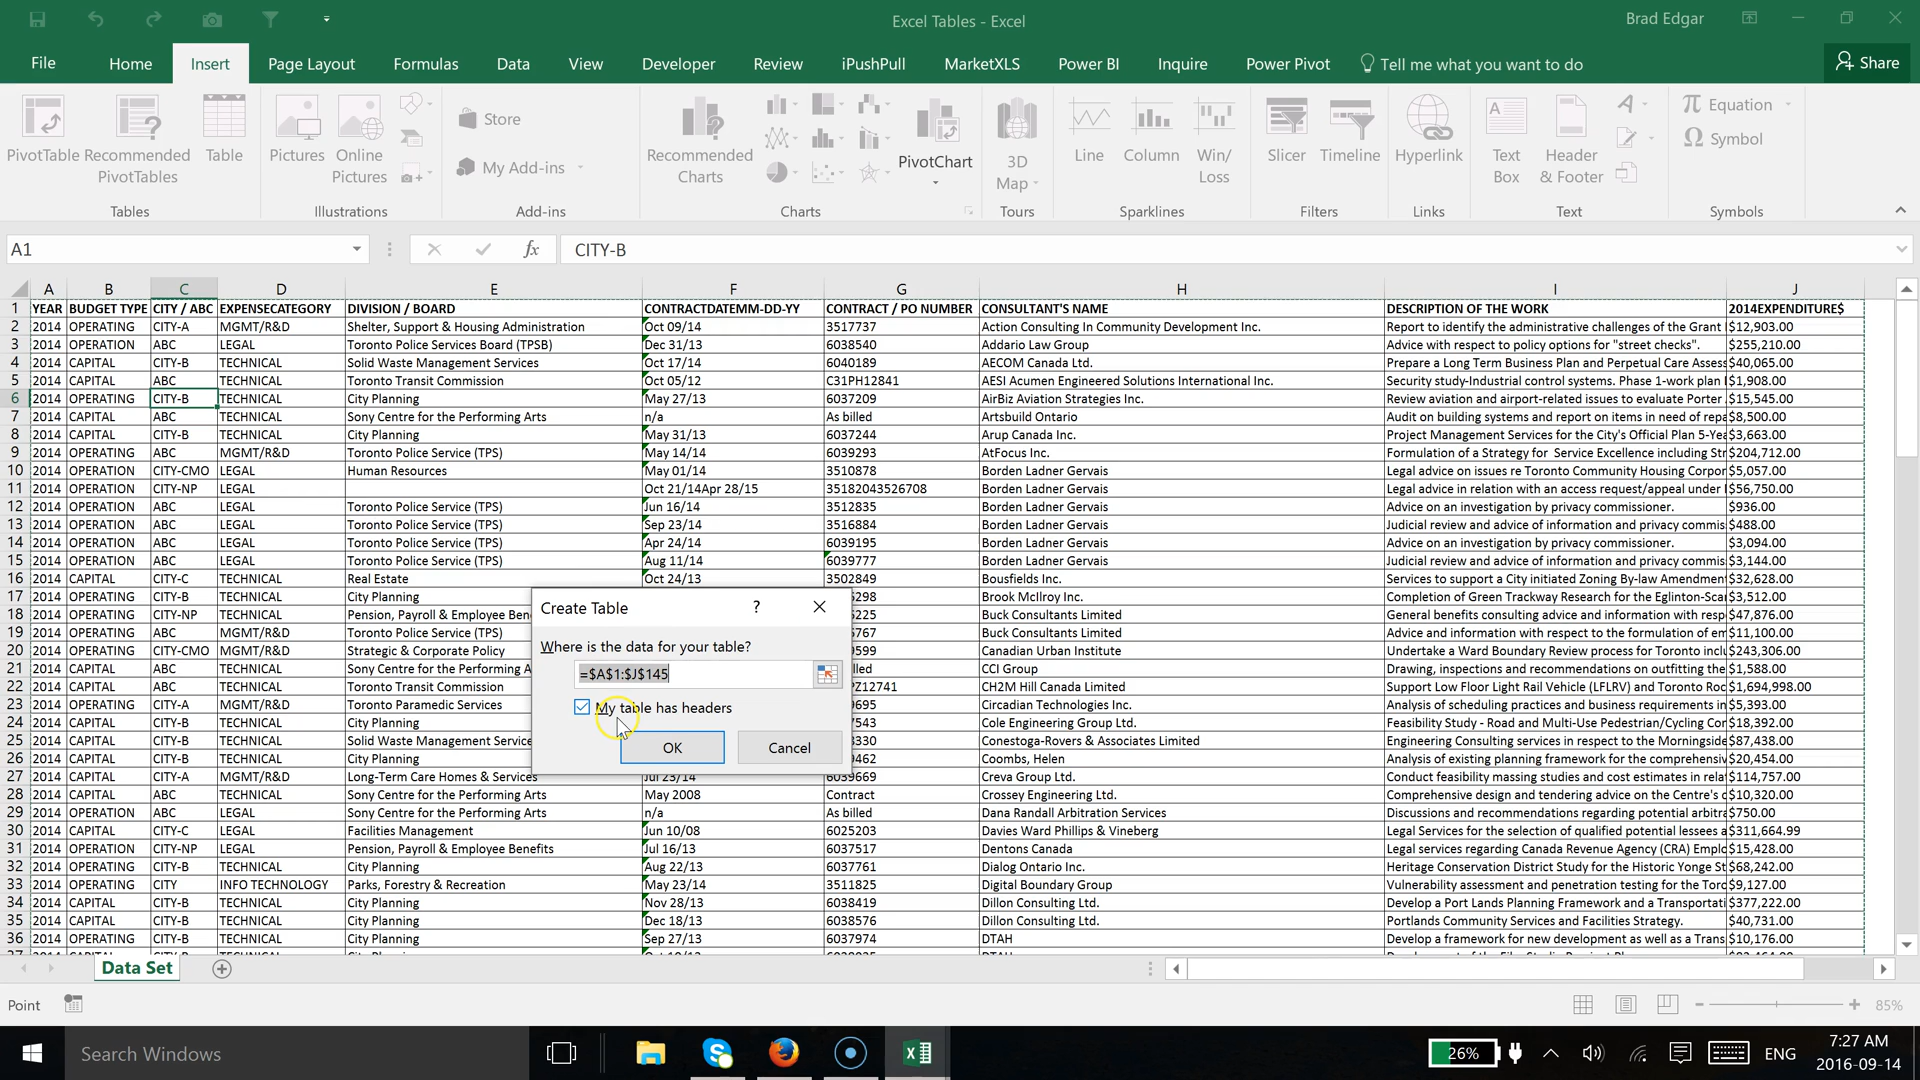 Excel Tables - Excel
Brad Edgar
File Home Insert Page Layout Formulas Data View Developer Review iPushPull MarketXLS Power BI Inquire Power Pivot Tell me what you want to do Share
PivotTable Recommended PivotTables Table Pictures Online Pictures Store My Add-ins Recommended Charts PivotChart 3D Map Line Column Win/Loss Slicer Timeline Hyperlink Text Box Header & Footer Equation Symbol
Tables Illustrations Add-ins Charts Tours Sparklines Filters Links Text Symbols
A1 fx CITY-B
A B C D E F G H I J
1 YEAR BUDGET TYPE CITY / ABC EXPENSECATEGORY DIVISION / BOARD CONTRACTDATEMM-DD-YY CONTRACT / PO NUMBER CONSULTANT'S NAME DESCRIPTION OF THE WORK 2014EXPENDITURE$
2 2014 OPERATING CITY-A MGMT/R&D Shelter, Support & Housing Administration Oct 09/14 3517737 Action Consulting In Community Development Inc. Report to identify the administrative challenges of the Grant $12,903.00
3 2014 OPERATION ABC LEGAL Toronto Police Services Board (TPSB) Dec 31/13 6038540 Addario Law Group Advice with respect to policy options for "street checks". $255,210.00
4 2014 CAPITAL CITY-B TECHNICAL Solid Waste Management Services Oct 17/14 6040189 AECOM Canada Ltd. Prepare a Long Term Business Plan and Perpetual Care Assess $40,065.00
5 2014 CAPITAL ABC TECHNICAL Toronto Transit Commission Oct 05/12 C31PH12841 AESI Acumen Engineered Solutions International Inc. Security study-Industrial control systems. Phase 1-work plan $1,908.00
6 2014 OPERATING CITY-B TECHNICAL City Planning May 27/13 6037209 AirBiz Aviation Strategies Inc. Review aviation and airport-related issues to evaluate Porter $15,545.00
7 2014 CAPITAL ABC TECHNICAL Sony Centre for the Performing Arts n/a As billed Artsbuild Ontario Audit on building systems and report on items in need of repa $8,500.00
8 2014 CAPITAL CITY-B TECHNICAL City Planning May 31/13 6037244 Arup Canada Inc. Project Management Services for the City's Official Plan 5-Yea $3,663.00
9 2014 OPERATING ABC MGMT/R&D Toronto Police Service (TPS) May 14/14 6039293 AtFocus Inc. Formulation of a Strategy for Service Excellence including Str $204,712.00
10 2014 OPERATION CITY-CMO LEGAL Human Resources May 01/14 3510878 Borden Ladner Gervais Legal advice on issues re Toronto Community Housing Corpor $5,057.00
11 2014 OPERATION CITY-NP LEGAL Oct 21/14Apr 28/15 35182043526708 Borden Ladner Gervais Legal advice in relation with an access request/appeal under $56,750.00
12 2014 OPERATION ABC LEGAL Toronto Police Service (TPS) Jun 16/14 3512835 Borden Ladner Gervais Advice on an investigation by privacy commissioner. $936.00
13 2014 OPERATION ABC LEGAL Toronto Police Service (TPS) Sep 23/14 3516884 Borden Ladner Gervais Judicial review and advice of information and privacy commis $488.00
14 2014 OPERATION ABC LEGAL Toronto Police Service (TPS) Apr 24/14 6039195 Borden Ladner Gervais Advice on an investigation by privacy commissioner. $3,094.00
15 2014 OPERATION ABC LEGAL Toronto Police Service (TPS) Aug 11/14 6039777 Borden Ladner Gervais Judicial review and advice of information and privacy commis $3,144.00
16 2014 CAPITAL CITY-C TECHNICAL Real Estate Oct 24/13 3502849 Bousfields Inc. Services to support a City initiated Zoning By-law Amendmen $32,628.00
17 2014 OPERATING CITY-B TECHNICAL City Planning 5298 Brook McIlroy Inc. Completion of Green Trackway Research for the Eglinton-Sca $3,512.00
18 2014 OPERATING CITY-NP LEGAL Pension, Payroll & Employee Ben 5225 Buck Consultants Limited General benefits consulting advice and information with resp $47,876.00
19 2014 OPERATING ABC MGMT/R&D Toronto Police Service (TPS) 5767 Buck Consultants Limited Advice and information with respect to the formulation of em $11,100.00
20 2014 OPERATING CITY-CMO MGMT/R&D Strategic & Corporate Policy Canadian Urban Institute Undertake a Ward Boundary Review process for Toronto inclu $243,306.00
21 2014 CAPITAL ABC TECHNICAL Sony Centre for the Performing A lled CCI Group Drawing, inspections and recommendations on outfitting the $1,588.00
22 2014 CAPITAL ABC TECHNICAL Toronto Transit Commission PZ12741 CH2M Hill Canada Limited Support Low Floor Light Rail Vehicle (LFLRV) and Toronto Roc $1,694,998.00
23 2014 OPERATING CITY-A MGMT/R&D Toronto Paramedic Services 9695 Circadian Technologies Inc. Analysis of scheduling practices and business requirements in $5,393.00
24 2014 CAPITAL CITY-B TECHNICAL City Planning 7543 Cole Engineering Group Ltd. Feasibility Study - Road and Multi-Use Pedestrian/Cycling Cor $18,392.00
25 2014 CAPITAL CITY-B TECHNICAL Solid Waste Management Service 3330 Conestoga-Rovers & Associates Limited Engineering Consulting services in respect to the Morningside $87,438.00
26 2014 CAPITAL CITY-B TECHNICAL City Planning 9462 Coombs, Helen Analysis of existing planning framework for the comprehensiv $20,454.00
27 2014 OPERATING CITY-A MGMT/R&D Long-Term Care Homes & Services Jul 23/14 6039669 Creva Group Ltd. Conduct feasibility massing studies and cost estimates in rela $114,757.00
28 2014 CAPITAL ABC TECHNICAL Sony Centre for the Performing Arts May 2008 Contract Crossey Engineering Ltd. Comprehensive design and tendering advice on the Centre's c $10,320.00
29 2014 OPERATION ABC LEGAL Sony Centre for the Performing Arts n/a As billed Dana Randall Arbitration Services Discussions and recommendations regarding potential arbitra $750.00
30 2014 CAPITAL CITY-C LEGAL Facilities Management Jun 10/08 6025203 Davies Ward Phillips & Vineberg Legal Services for the selection of qualified potential lessees a $311,664.99
31 2014 OPERATION CITY-NP LEGAL Pension, Payroll & Employee Benefits Jul 16/13 6037517 Dentons Canada Legal services regarding Canada Revenue Agency (CRA) Emplo $15,428.00
32 2014 CAPITAL CITY-B TECHNICAL City Planning Aug 22/13 6037761 Dialog Ontario Inc. Heritage Conservation District Study for the Historic Yonge St $68,242.00
33 2014 OPERATING CITY INFO TECHNOLOGY Parks, Forestry & Recreation May 23/14 3511825 Digital Boundary Group Vulnerability assessment and penetration testing for the Torc $9,127.00
34 2014 CAPITAL CITY-B TECHNICAL City Planning Nov 28/13 6038419 Dillon Consulting Ltd. Develop a Port Lands Planning Framework and a Transportati $377,222.00
35 2014 CAPITAL CITY-B TECHNICAL City Planning Dec 18/13 6038576 Dillon Consulting Ltd. Portlands Community Services and Facilities Strategy. $40,731.00
36 2014 OPERATING CITY-B TECHNICAL City Planning Sep 27/13 6037974 DTAH Develop a framework for new development as well as a Trans $10,176.00
Create Table ?
Where is the data for your table?
=$A$1:$J$145
My table has headers
OK Cancel
Data Set
Point 85%
Search Windows 26% ENG 7:27 AM
2016-09-14